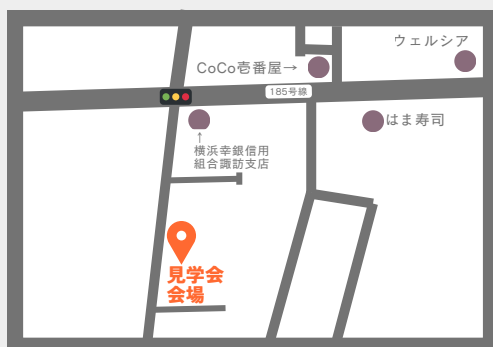 ウェルシア
CoCo壱番屋→
185号線
はま寿司
↑
横浜幸銀信用
組合諏訪支店
見学会
会場